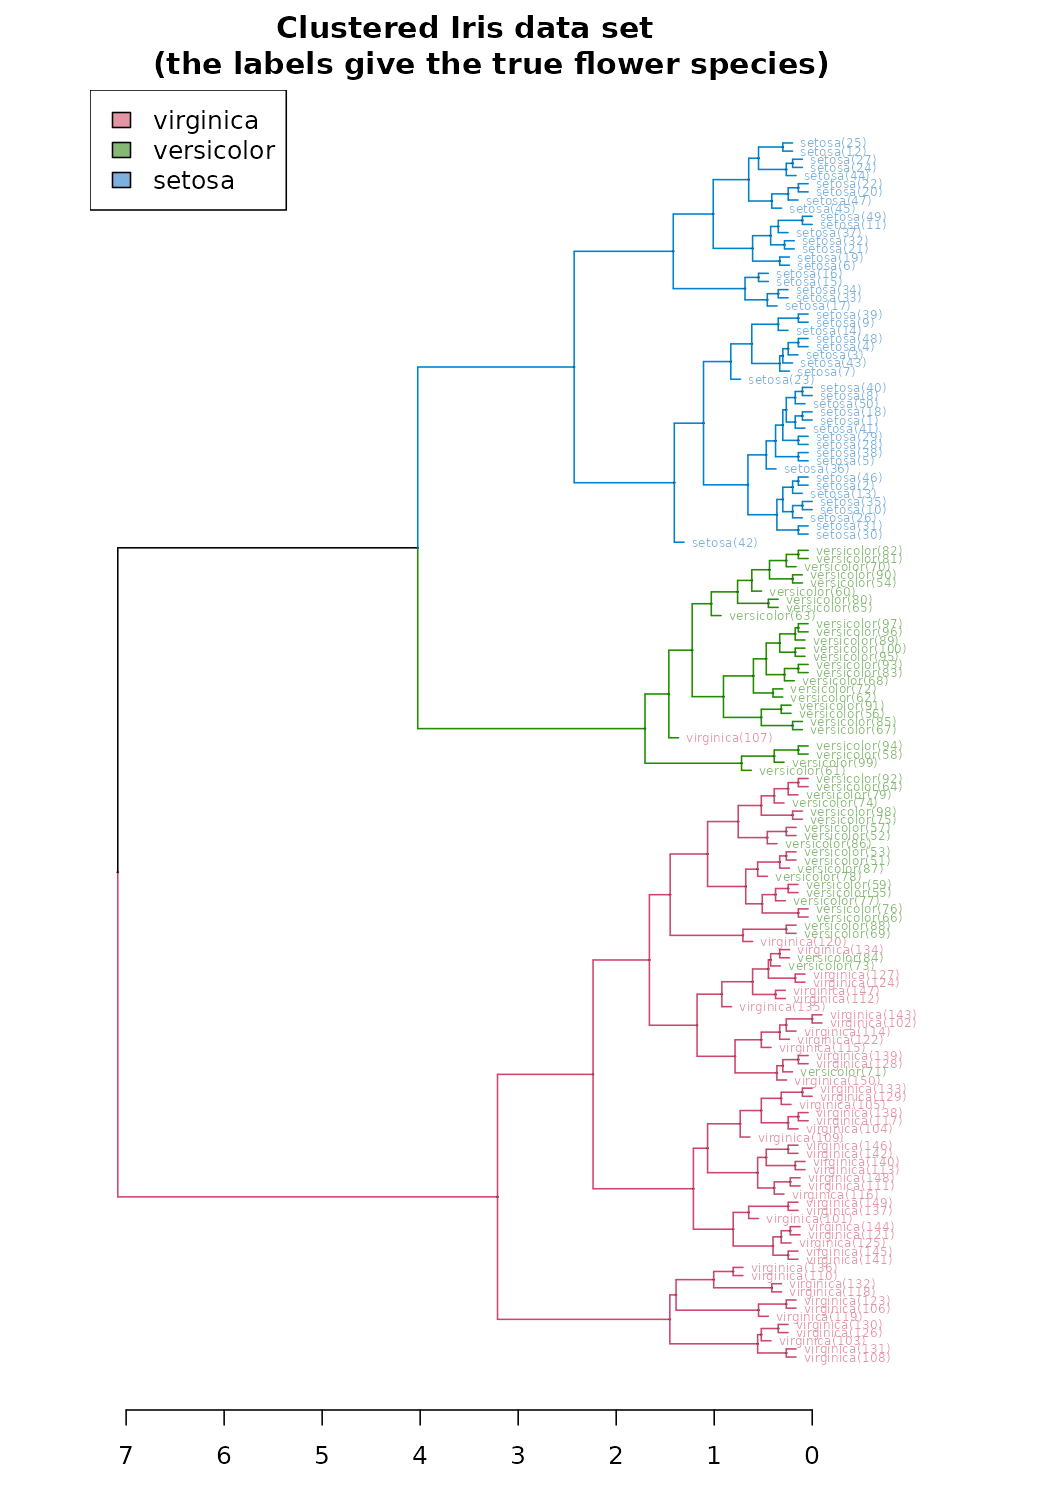 Clustered Iris data set
(the labels give the true flower species)
virginica
versicolor
setosa
setosa(25)
setosa(12)
setosa(27)
setosa(24)
setosa(44)
setosa(22)
setosa(20)
setosa(47)
setosa(45)
setosa(49)
setosa(11)
setosa(37)
setosa(32)
setosa(21)
setosa(19)
setosa(6)
setosa(16)
setosa(15)
setosa(34)
setosa(33)
setosa(17)
setosa(39)
setosa(9)
setosa(14)
setosa(48)
setosa(4)
setosa(3)
setosa(43)
setosa(7)
setosa(23)
setosa(40)
setosa(8)
setosa(50)
setosa(18)
setosa(1)
setosa(41)
setosa(29)
setosa(28)
setosa(38)
setosa(5)
setosa(36)
setosa(46)
setosa(2)
setosa(13)
setosa(35)
setosa(10)
setosa(26)
setosa(31)
setosa(30)
setosa(42)
versicolor(82)
versicolor(81)
versicolor(70)
versicolor(90)
versicolor(54)
versicolor(60)
versicolor(80)
versicolor(65)
versicolor(63)
versicolor(97)
versicolor(96)
versicolor(89)
versicolor(100)
versicolor(95)
versicolor(93)
versicolor(83)
versicolor(68)
versicolor(72)
versicolor(62)
versicolor(91)
versicolor(56)
versicolor(85)
versicolor(67)
virginica(107)
versicolor(94)
versicolor(58)
versicolor(99)
versicolor(61)
versicolor(92)
versicolor(64)
versicolor(79)
versicolor(74)
versicolor(98)
versicolor(75)
versicolor(57)
versicolor(52)
versicolor(86)
versicolor(53)
versicolor(51)
versicolor(87)
versicolor(78)
versicolor(59)
versicolor(55)
versicolor(77)
versicolor(76)
versicolor(66)
versicolor(88)
versicolor(69)
virginica(120)
virginica(134)
versicolor(84)
versicolor(73)
virginica(127)
virginica(124)
virginica(147)
virginica(112)
virginica(135)
virginica(143)
virginica(102)
virginica(114)
virginica(122)
virginica(115)
virginica(139)
virginica(128)
versicolor(71)
virginica(150)
virginica(133)
virginica(129)
virginica(105)
virginica(138)
virginica(117)
virginica(104)
virginica(109)
virginica(146)
virginica(142)
virginica(140)
virginica(113)
virginica(148)
virginica(111)
virginica(116)
virginica(149)
virginica(137)
virginica(101)
virginica(144)
virginica(121)
virginica(125)
virginica(145)
virginica(141)
virginica(136)
virginica(110)
virginica(132)
virginica(118)
virginica(123)
virginica(106)
virginica(119)
virginica(130)
virginica(126)
virginica(103)
virginica(131)
virginica(108)
7 6 5 4 3 2 1 0